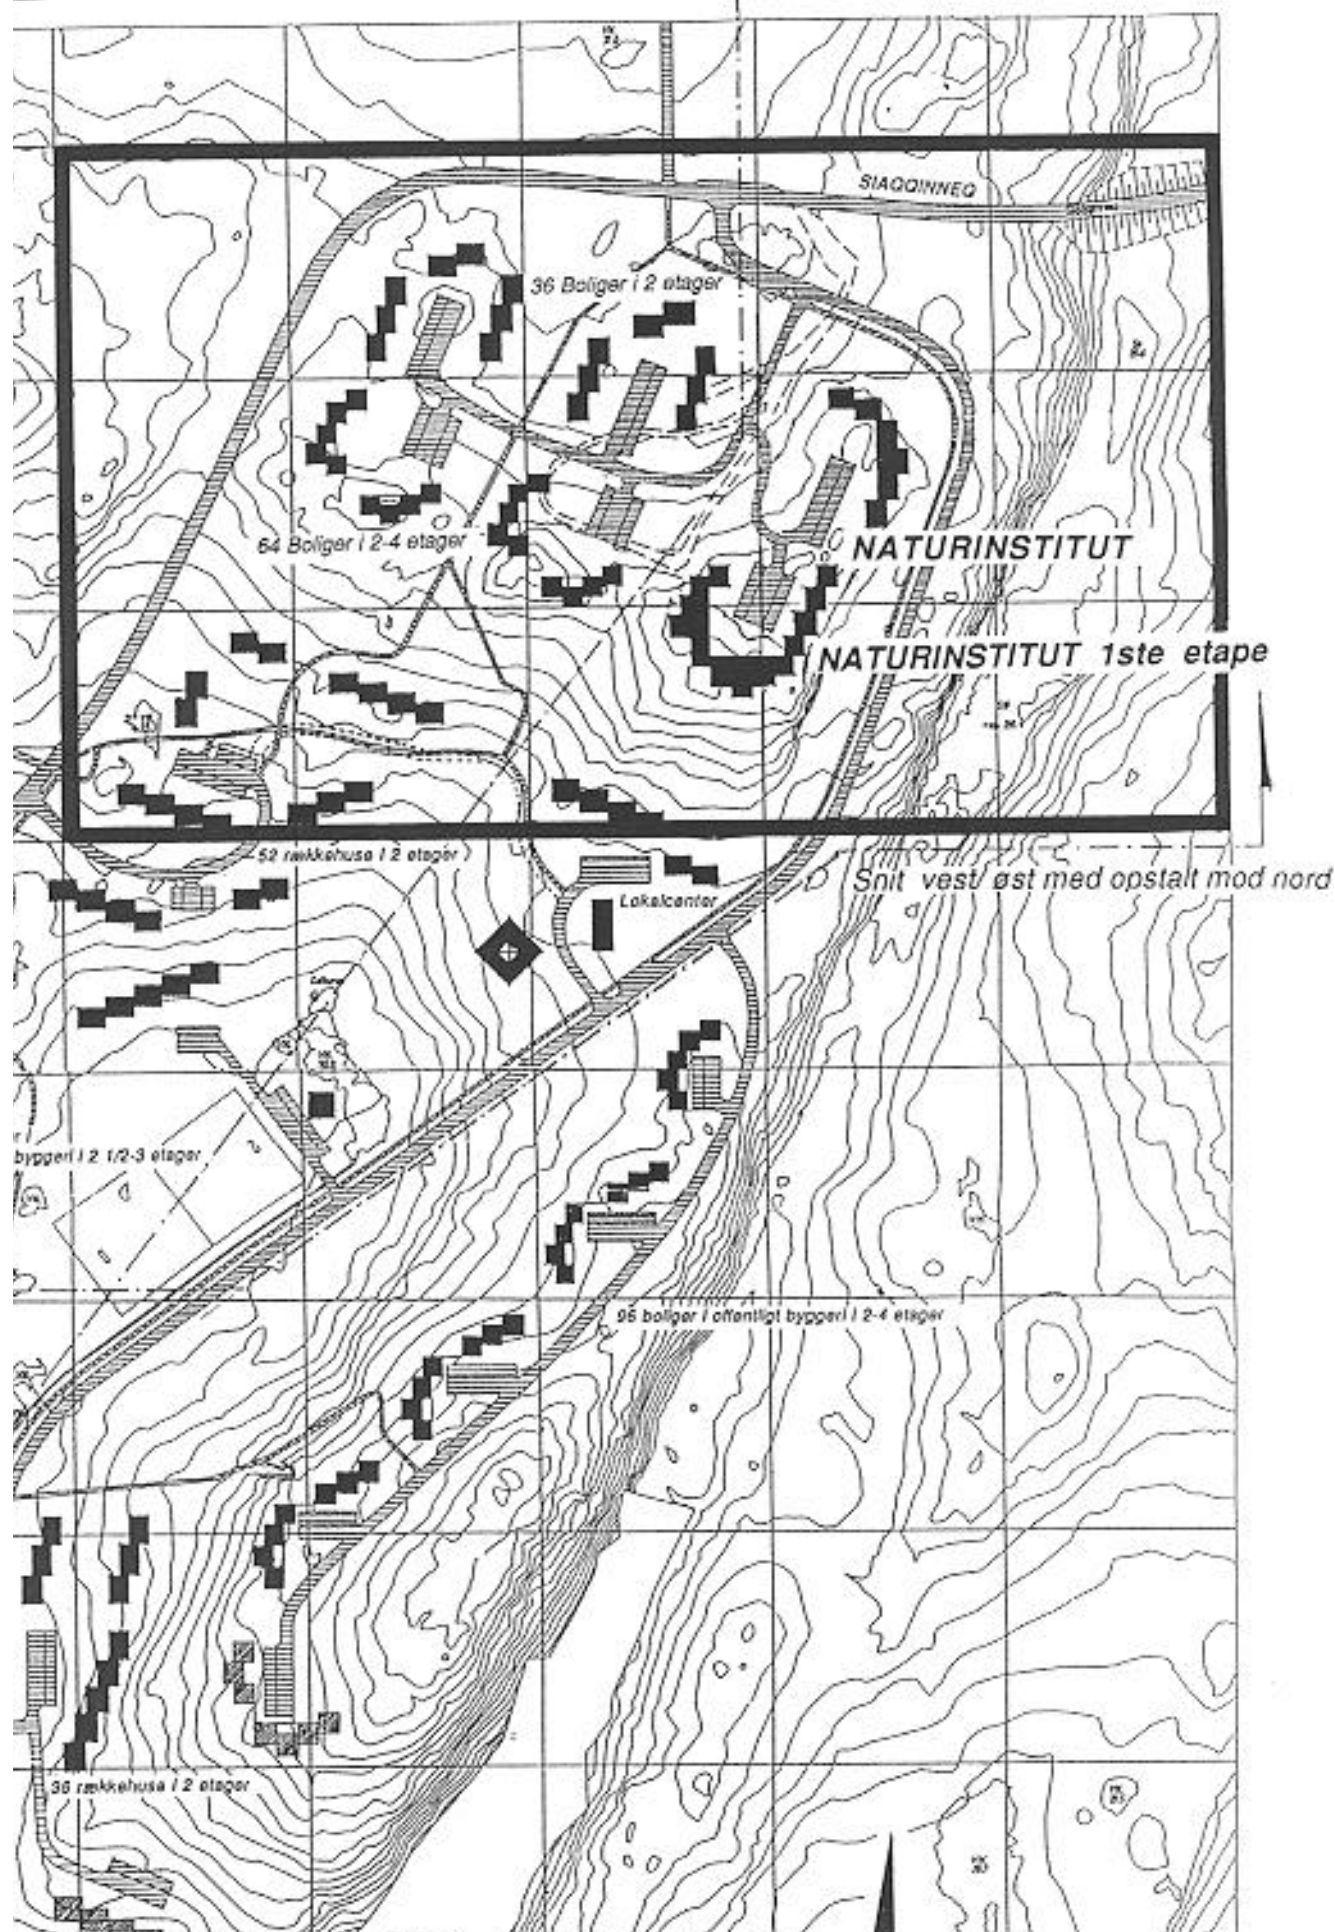 SIAQQINNEQ
36 Boliger i 2 etager
64 Boliger i 2-4 etager
NATURINSTITUT
NATURINSTITUT 1ste etape
52 rækkehuse i 2 etager
Snit vest/øst med opstalt mod nord
Lokalcenter
byggeri i 2 1/2-3 etager
96 boliger i offentligt byggeri i 2-4 etager
36 rækkehuse i 2 etager